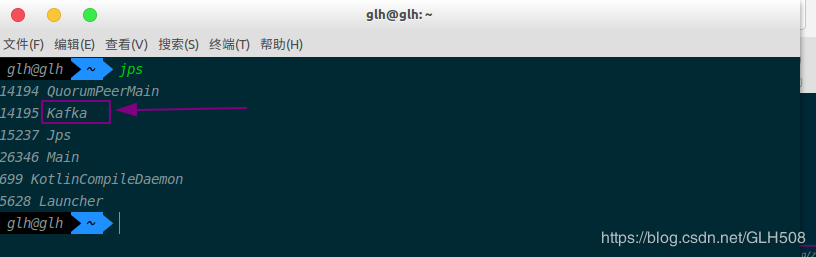 glh@glh: ~
文件(F) 编辑(E) 查看(V) 搜索(S) 终端(T) 帮助(H)
glh@glh ~ jps
14194 QuorumPeerMain
14195 Kafka
15237 Jps
26346 Main
699 KotlinCompileDaemon
5628 Launcher
glh@glh ~
https://blog.csdn.net/GLH508